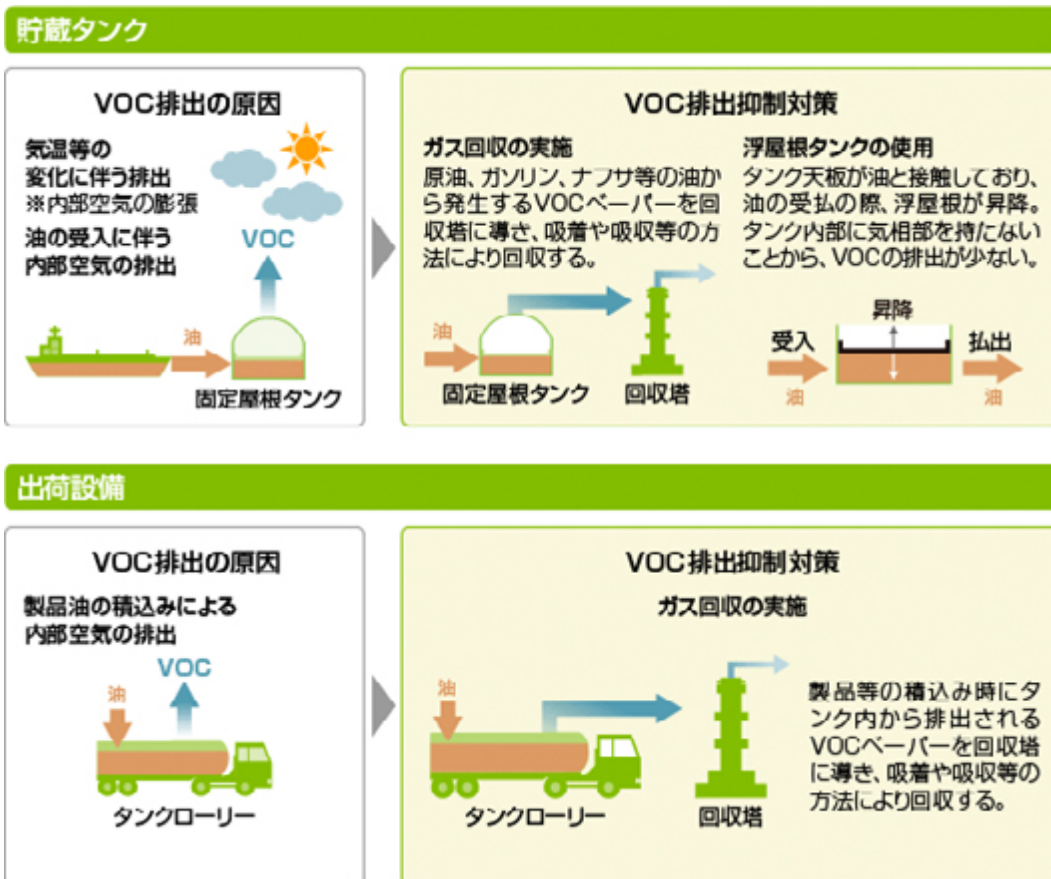 貯蔵タンク
VOC排出の原因
気温等の
変化に伴う排出
※内部空気の膨張
油の受入に伴う
内部空気の排出
VOC
油
固定屋根タンク
VOC排出抑制対策
ガス回収の実施
原油、ガソリン、ナフサ等の油か
ら発生するVOCベーパーを回
収塔に導き、吸着や吸収等の方
法により回収する。
油
固定屋根タンク
回収塔
浮屋根タンクの使用
タンク天板が油と接触しており、
油の受払の際、浮屋根が昇降。
タンク内部に気相部を持たない
ことから、VOCの排出が少ない。
昇降
受入
払出
油
油
出荷設備
VOC排出の原因
製品油の積込みによる
内部空気の排出
VOC
油
タンクローリー
VOC排出抑制対策
ガス回収の実施
油
タンクローリー
回収塔
製品等の積込み時にタ
ンク内から排出される
VOCベーパーを回収塔
に導き、吸着や吸収等の
方法により回収する。